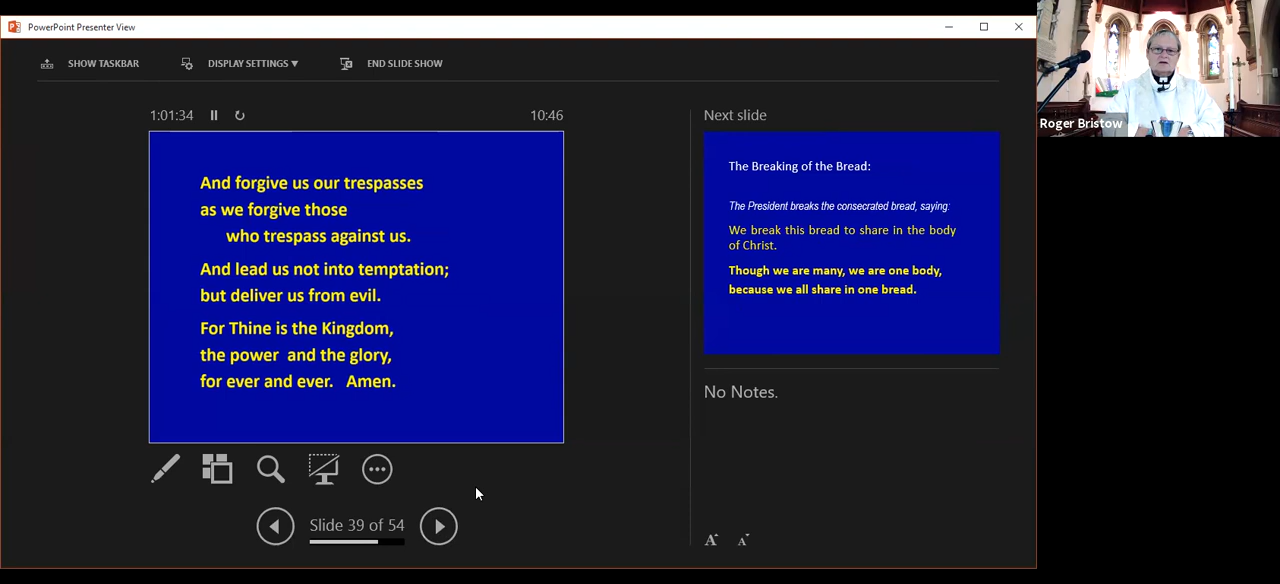 PowerPoint Presenter View
SHOW TASKBAR
DISPLAY SETTINGS ▼
END SLIDE SHOW
1:01:34
10:46
And forgive us our trespasses
as we forgive those
who trespass against us.
And lead us not into temptation;
but deliver us from evil.
For Thine is the Kingdom,
the power and the glory,
for ever and ever. Amen.
Slide 39 of 54
Next slide
The Breaking of the Bread:
The President breaks the consecrated bread, saying:
We break this bread to share in the body
of Christ.
Though we are many, we are one body,
because we all share in one bread.
No Notes.
A A
Roger Bristow